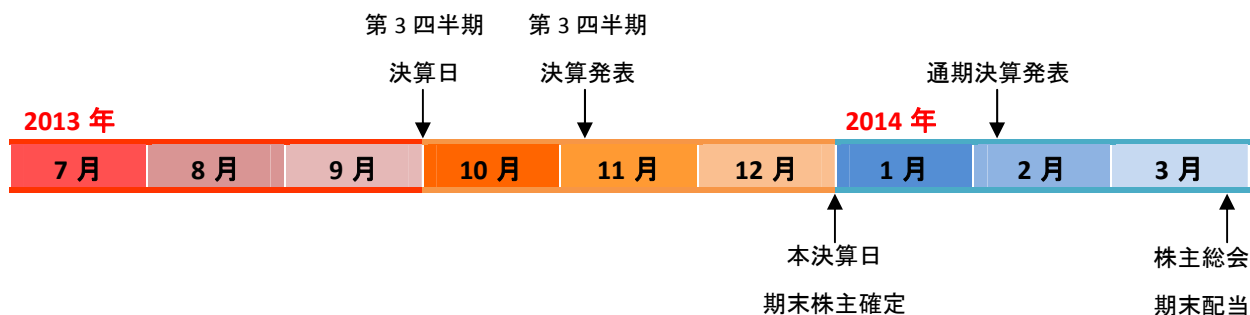 第 3 四半期
決算日
第 3 四半期
決算発表
通期決算発表
2013 年
2014 年
7 月
8 月
9 月
10 月
11 月
12 月
1 月
2 月
3 月
本決算日
期末株主確定
株主総会
期末配当